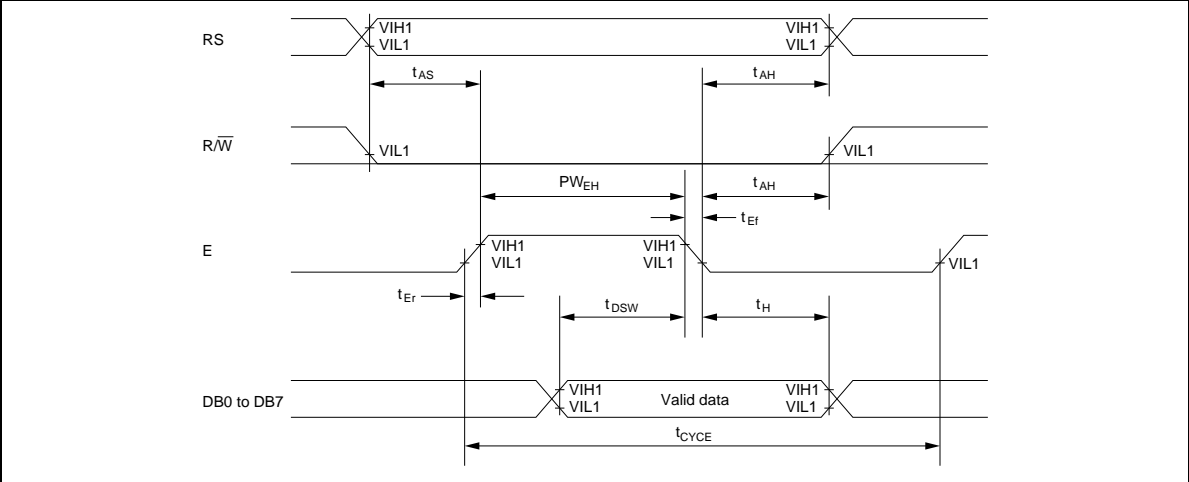 RS
VIH1
VIL1
VIH1
VIL1
tAS
tAH
R/W̅
VIL1
VIL1
PWEH
tAH
tEf
E
VIH1
VIL1
VIH1
VIL1
VIL1
tEr
tDSW
tH
DB0 to DB7
VIH1
VIL1
Valid data
VIH1
VIL1
tCYCE